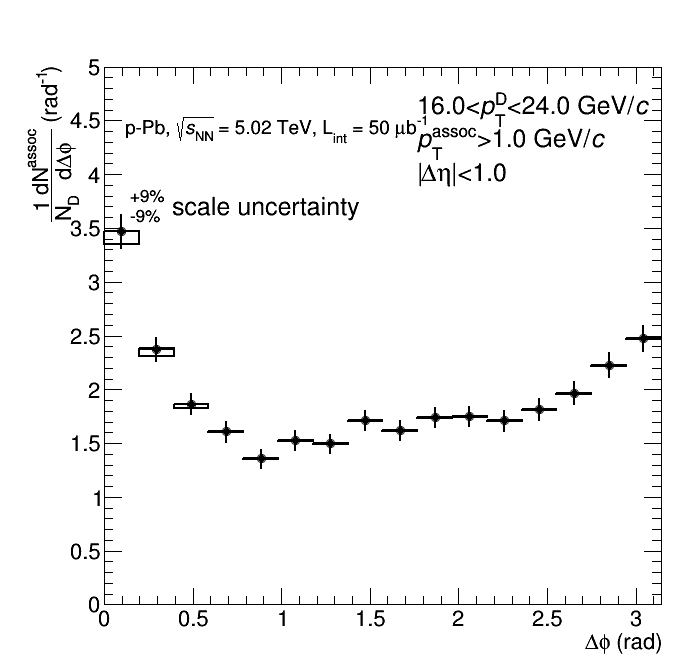 1 dN^assoc / N_D dΔφ (rad^-1)
5
4.5
4
3.5
3
2.5
2
1.5
1
0.5
0
16.0<p_T^D<24.0 GeV/c
p-Pb, √s_NN = 5.02 TeV, L_int = 50 μb^-1
p_T^assoc>1.0 GeV/c
|Δη|<1.0
+9%
-9% scale uncertainty
0 0.5 1 1.5 2 2.5 3
Δφ (rad)